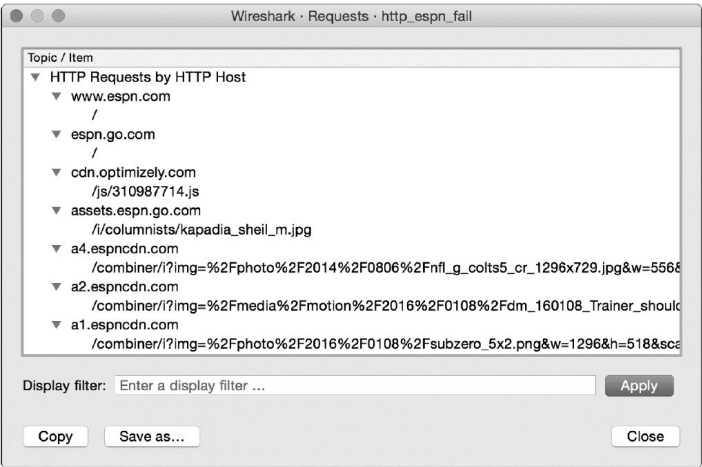 Wireshark · Requests · http_espn_fail
Topic / Item
HTTP Requests by HTTP Host
www.espn.com
/
espn.go.com
/
cdn.optimizely.com
/js/310987714.js
assets.espn.go.com
/i/columnists/kapadia_sheil_m.jpg
a4.espncdn.com
/combiner/i?img=%2Fphoto%2F2014%2F0806%2Fnfl_g_colts5_cr_1296x729.jpg&w=556&
a2.espncdn.com
/combiner/i?img=%2Fmedia%2Fmotion%2F2016%2F0108%2Fdm_160108_Trainer_should
a1.espncdn.com
/combiner/i?img=%2Fphoto%2F2016%2F0108%2Fsubzero_5x2.png&w=1296&h=518&sca
Display filter: Enter a display filter ... Apply
Copy Save as... Close